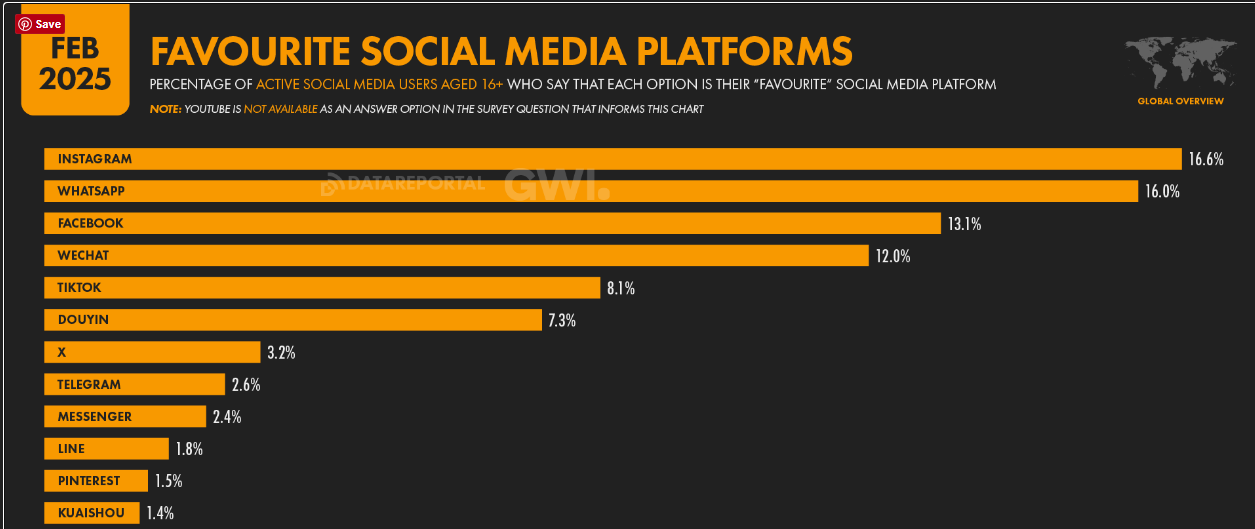 Save
FEB
2025
FAVOURITE SOCIAL MEDIA PLATFORMS
PERCENTAGE OF ACTIVE SOCIAL MEDIA USERS AGED 16+ WHO SAY THAT EACH OPTION IS THEIR “FAVOURITE” SOCIAL MEDIA PLATFORM
NOTE: YOUTUBE IS NOT AVAILABLE AS AN ANSWER OPTION IN THE SURVEY QUESTION THAT INFORMS THIS CHART
GLOBAL OVERVIEW
INSTAGRAM 16.6%
DATAREPORTAL GWI.
WHATSAPP 16.0%
FACEBOOK 13.1%
WECHAT 12.0%
TIKTOK 8.1%
DOUYIN 7.3%
X 3.2%
TELEGRAM 2.6%
MESSENGER 2.4%
LINE 1.8%
PINTEREST 1.5%
KUAISHOU 1.4%